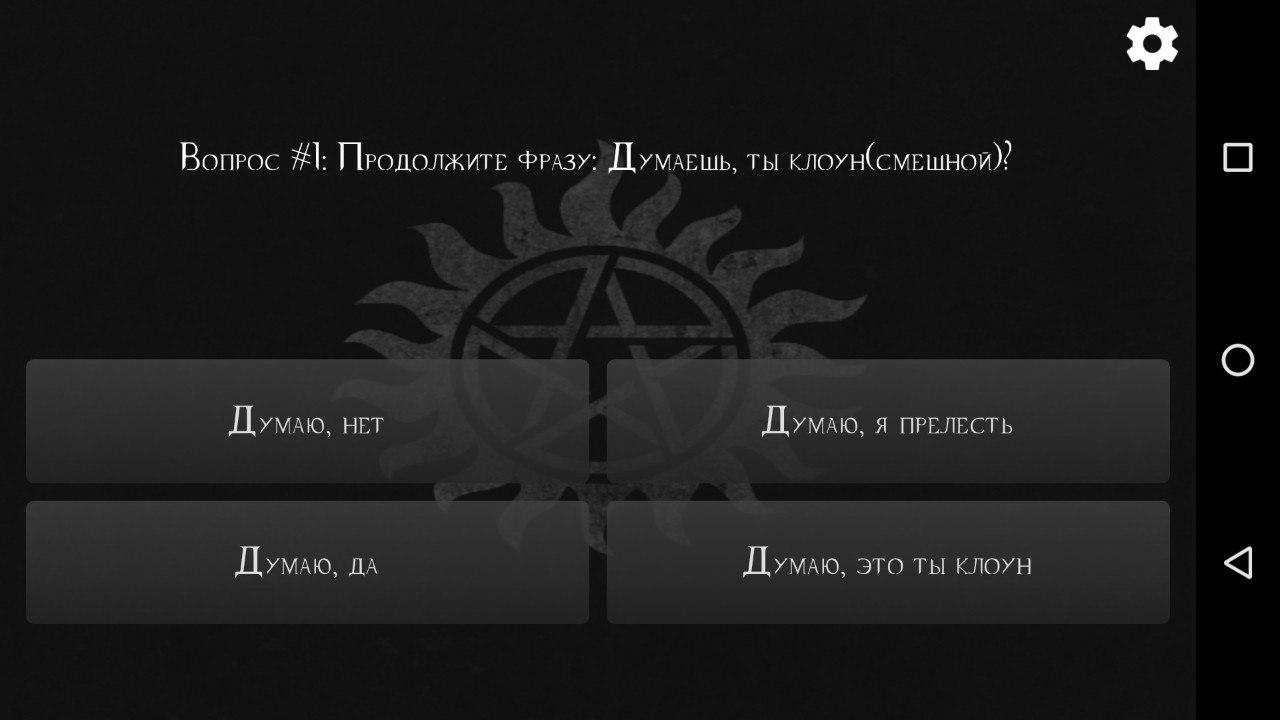 Вопрос #1: Продолжите фразу: Думаешь, ты клоун(смешной)?
Думаю, нет
Думаю, я прелесть
Думаю, да
Думаю, это ты клоун